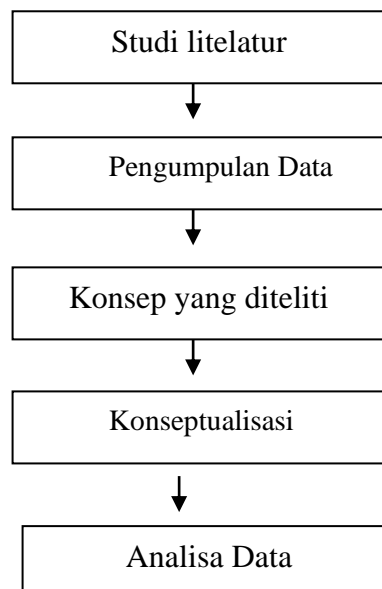 Studi litelatur
Pengumpulan Data
Konsep yang diteliti
Konseptualisasi
Analisa Data